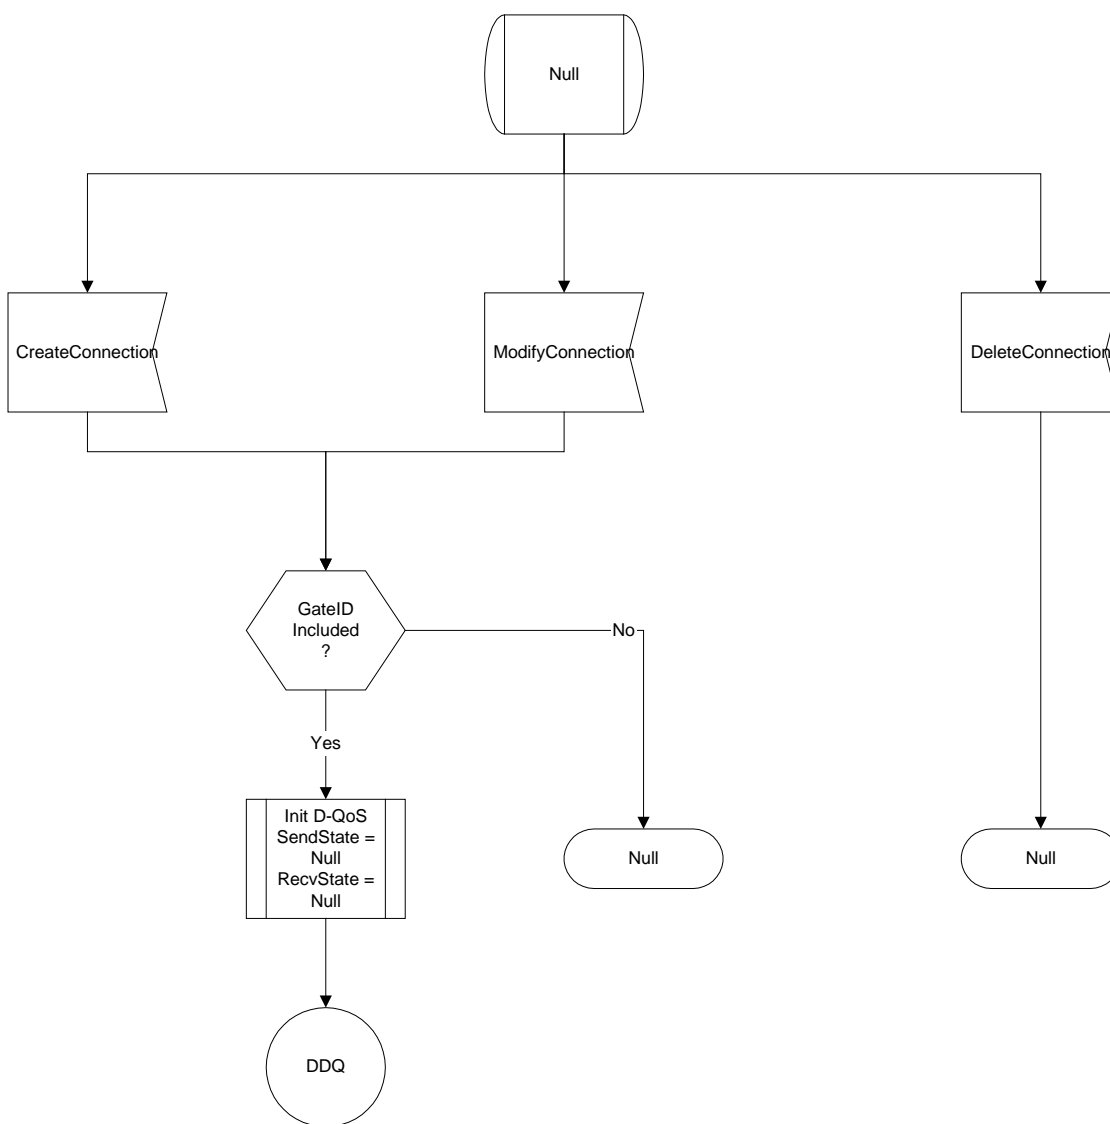 Null
CreateConnection
ModifyConnection
DeleteConnection
GateID
Included
?
No
Yes
Init D-QoS
SendState =
Null
RecvState =
Null
Null
Null
DDQ